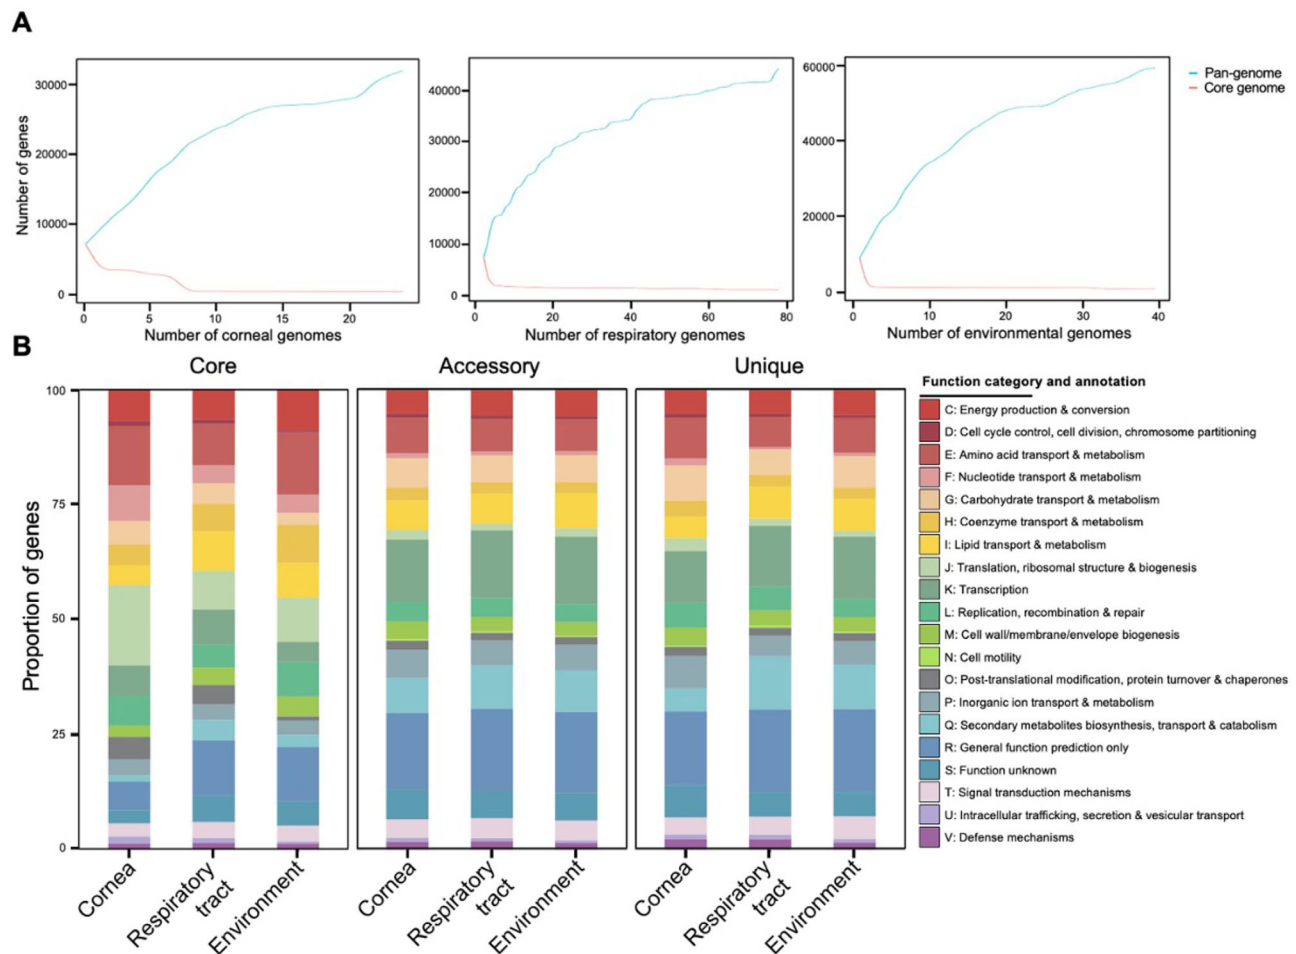 A
Number of genes
30000
20000
10000
0
0
5
10
15
20
Number of corneal genomes
40000
30000
20000
10000
0
0
20
40
60
80
Number of respiratory genomes
60000
40000
20000
0
0
10
20
30
40
Number of environmental genomes
Pan-genome
Core genome
B
Core
Accessory
Unique
Proportion of genes
100
75
50
25
0
Cornea
Respiratory
tract
Environment
Cornea
Respiratory
tract
Environment
Cornea
Respiratory
tract
Environment
Function category and annotation
C: Energy production & conversion
D: Cell cycle control, cell division, chromosome partitioning
E: Amino acid transport & metabolism
F: Nucleotide transport & metabolism
G: Carbohydrate transport & metabolism
H: Coenzyme transport & metabolism
I: Lipid transport & metabolism
J: Translation, ribosomal structure & biogenesis
K: Transcription
L: Replication, recombination & repair
M: Cell wall/membrane/envelope biogenesis
N: Cell motility
O: Post-translational modification, protein turnover & chaperones
P: Inorganic ion transport & metabolism
Q: Secondary metabolites biosynthesis, transport & catabolism
R: General function prediction only
S: Function unknown
T: Signal transduction mechanisms
U: Intracellular trafficking, secretion & vesicular transport
V: Defense mechanisms